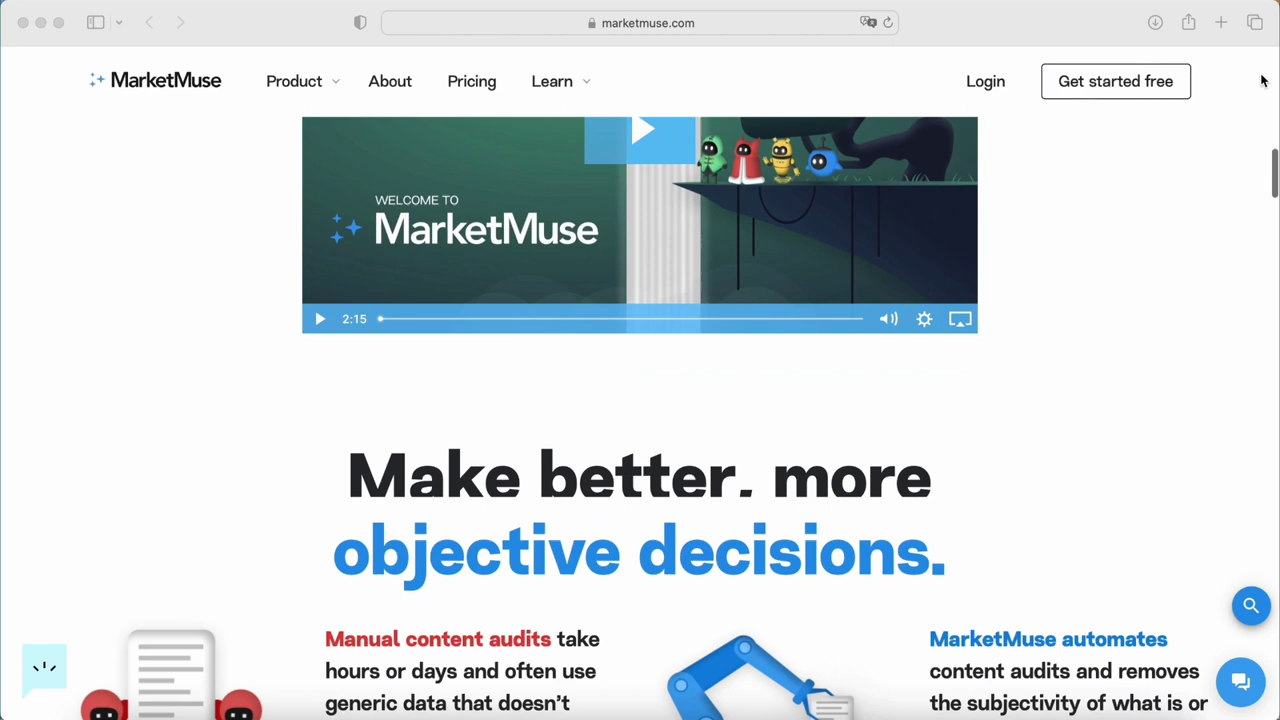 marketmuse.com
MarketMuse
Product
About
Pricing
Learn
Login
Get started free
WELCOME TO
MarketMuse
2:15
Make better, more
objective decisions.
Manual content audits take
hours or days and often use
generic data that doesn’t
MarketMuse automates
content audits and removes
the subjectivity of what is or